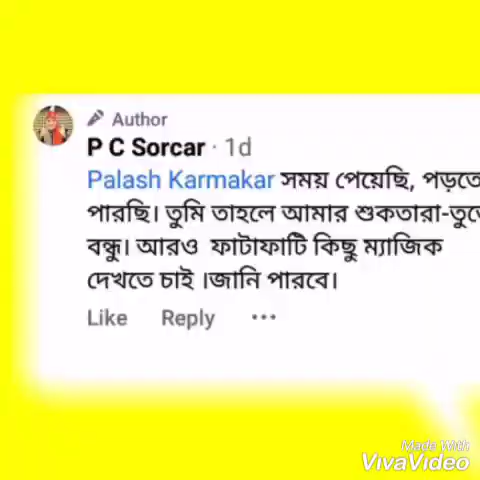 Author
P C Sorcar · 1d
Palash Karmakar সময় পেয়েছি, পড়তে
পারছি। তুমি তাহলে আমার শুকতারা-তুতো
বন্ধু। আরও ফাটাফাটি কিছু ম্যাজিক
দেখতে চাই ।জানি পারবে।
Like Reply ...
Made With
VivaVideo